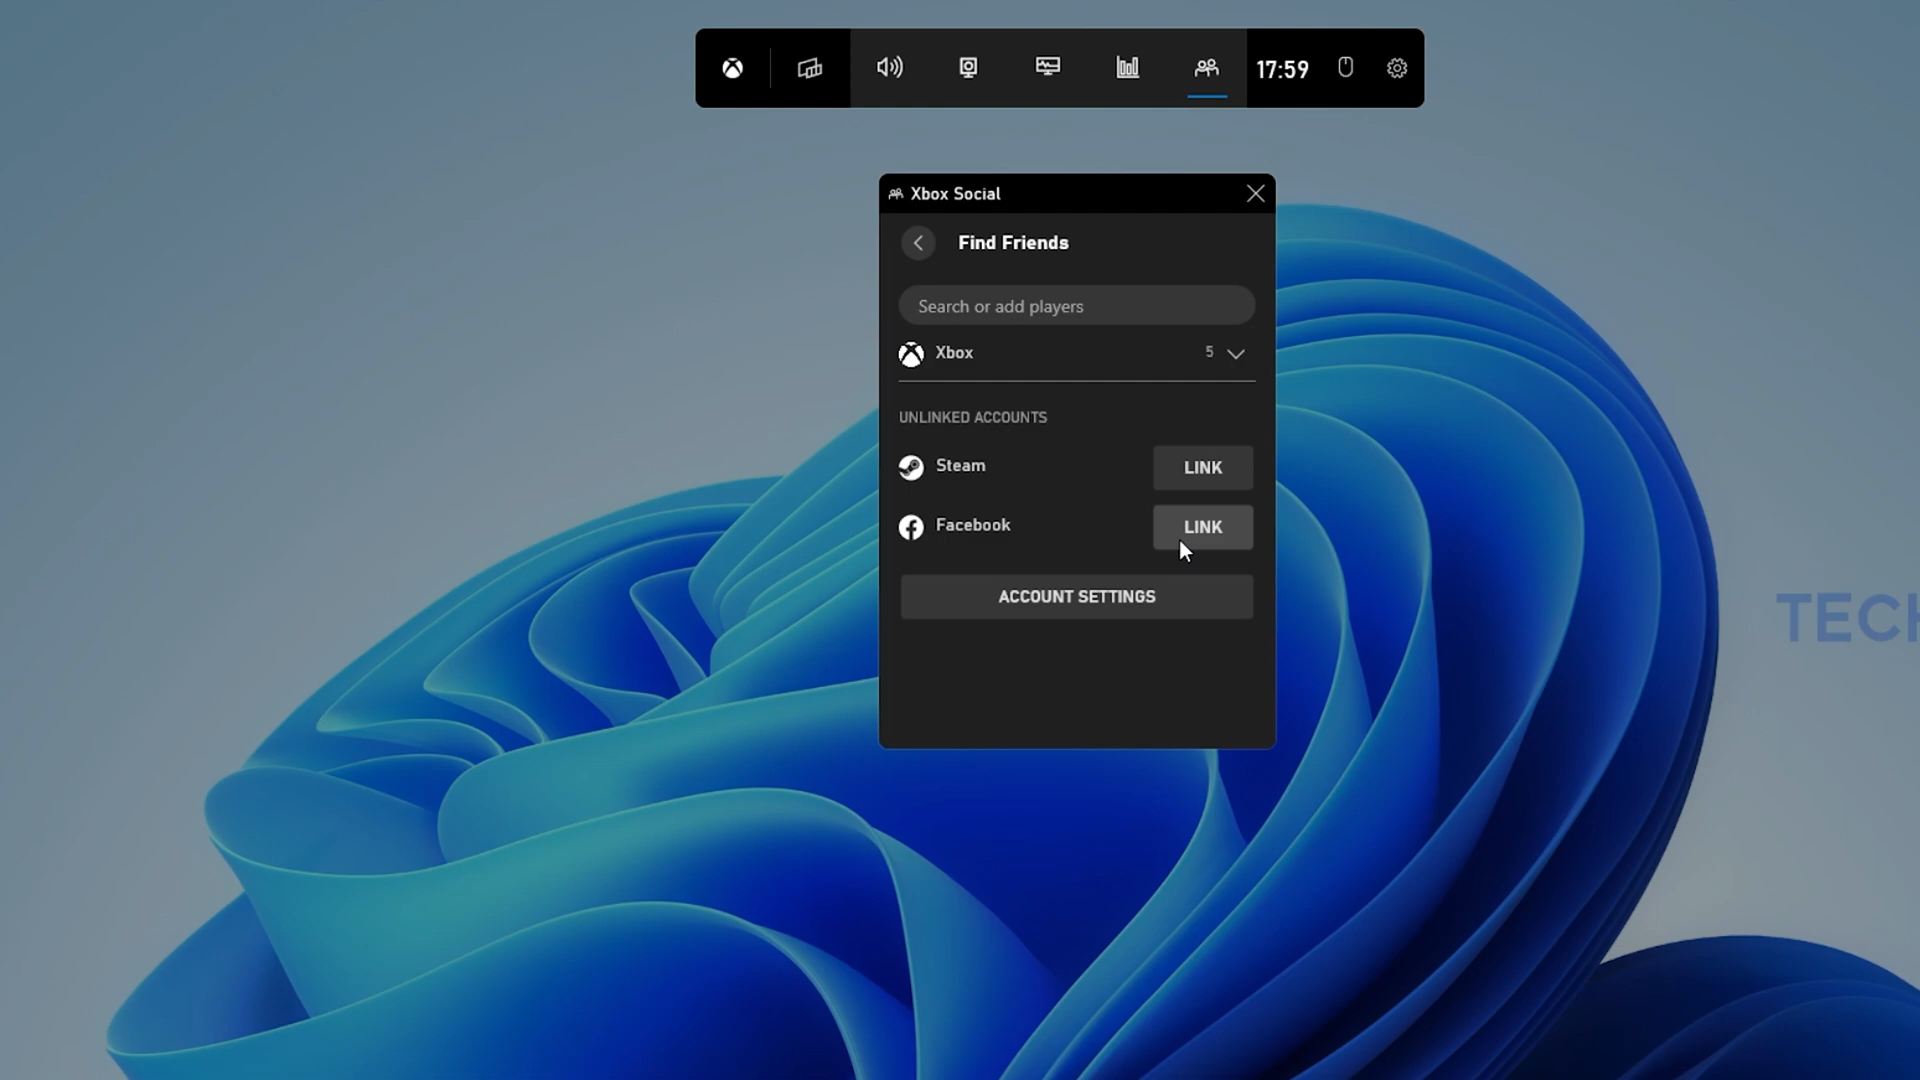 17:59
Xbox Social
Find Friends
Search or add players
Xbox 5
UNLINKED ACCOUNTS
Steam LINK
Facebook LINK
ACCOUNT SETTINGS
TECH